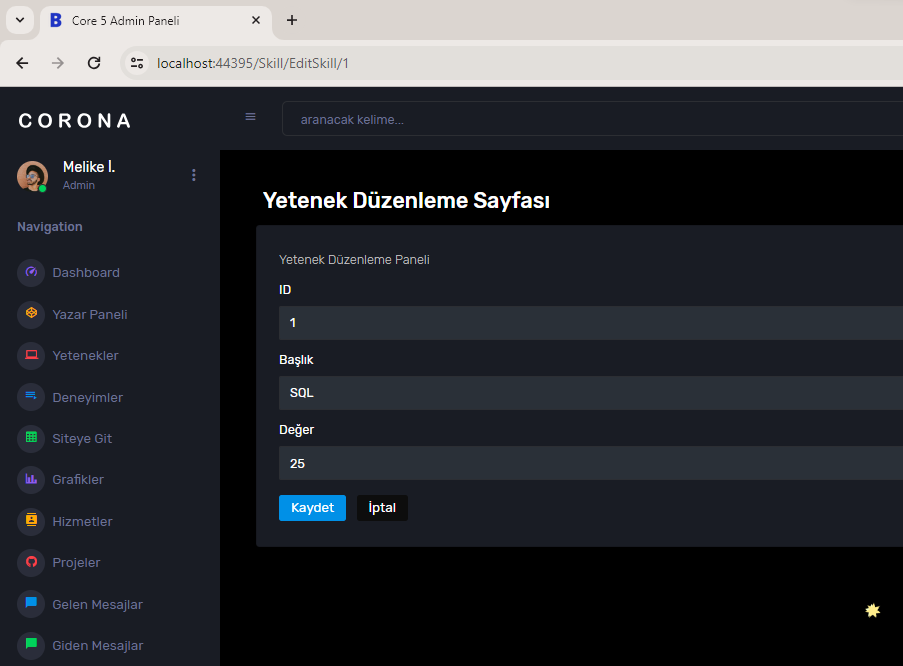 Core 5 Admin Paneli
localhost:44395/Skill/EditSkill/1
CORONA
aranacak kelime...
Melike İ.
Admin
Navigation
Dashboard
Yazar Paneli
Yetenekler
Deneyimler
Siteye Git
Grafikler
Hizmetler
Projeler
Gelen Mesajlar
Giden Mesajlar
Yetenek Düzenleme Sayfası
Yetenek Düzenleme Paneli
ID
1
Başlık
SQL
Değer
25
Kaydet İptal